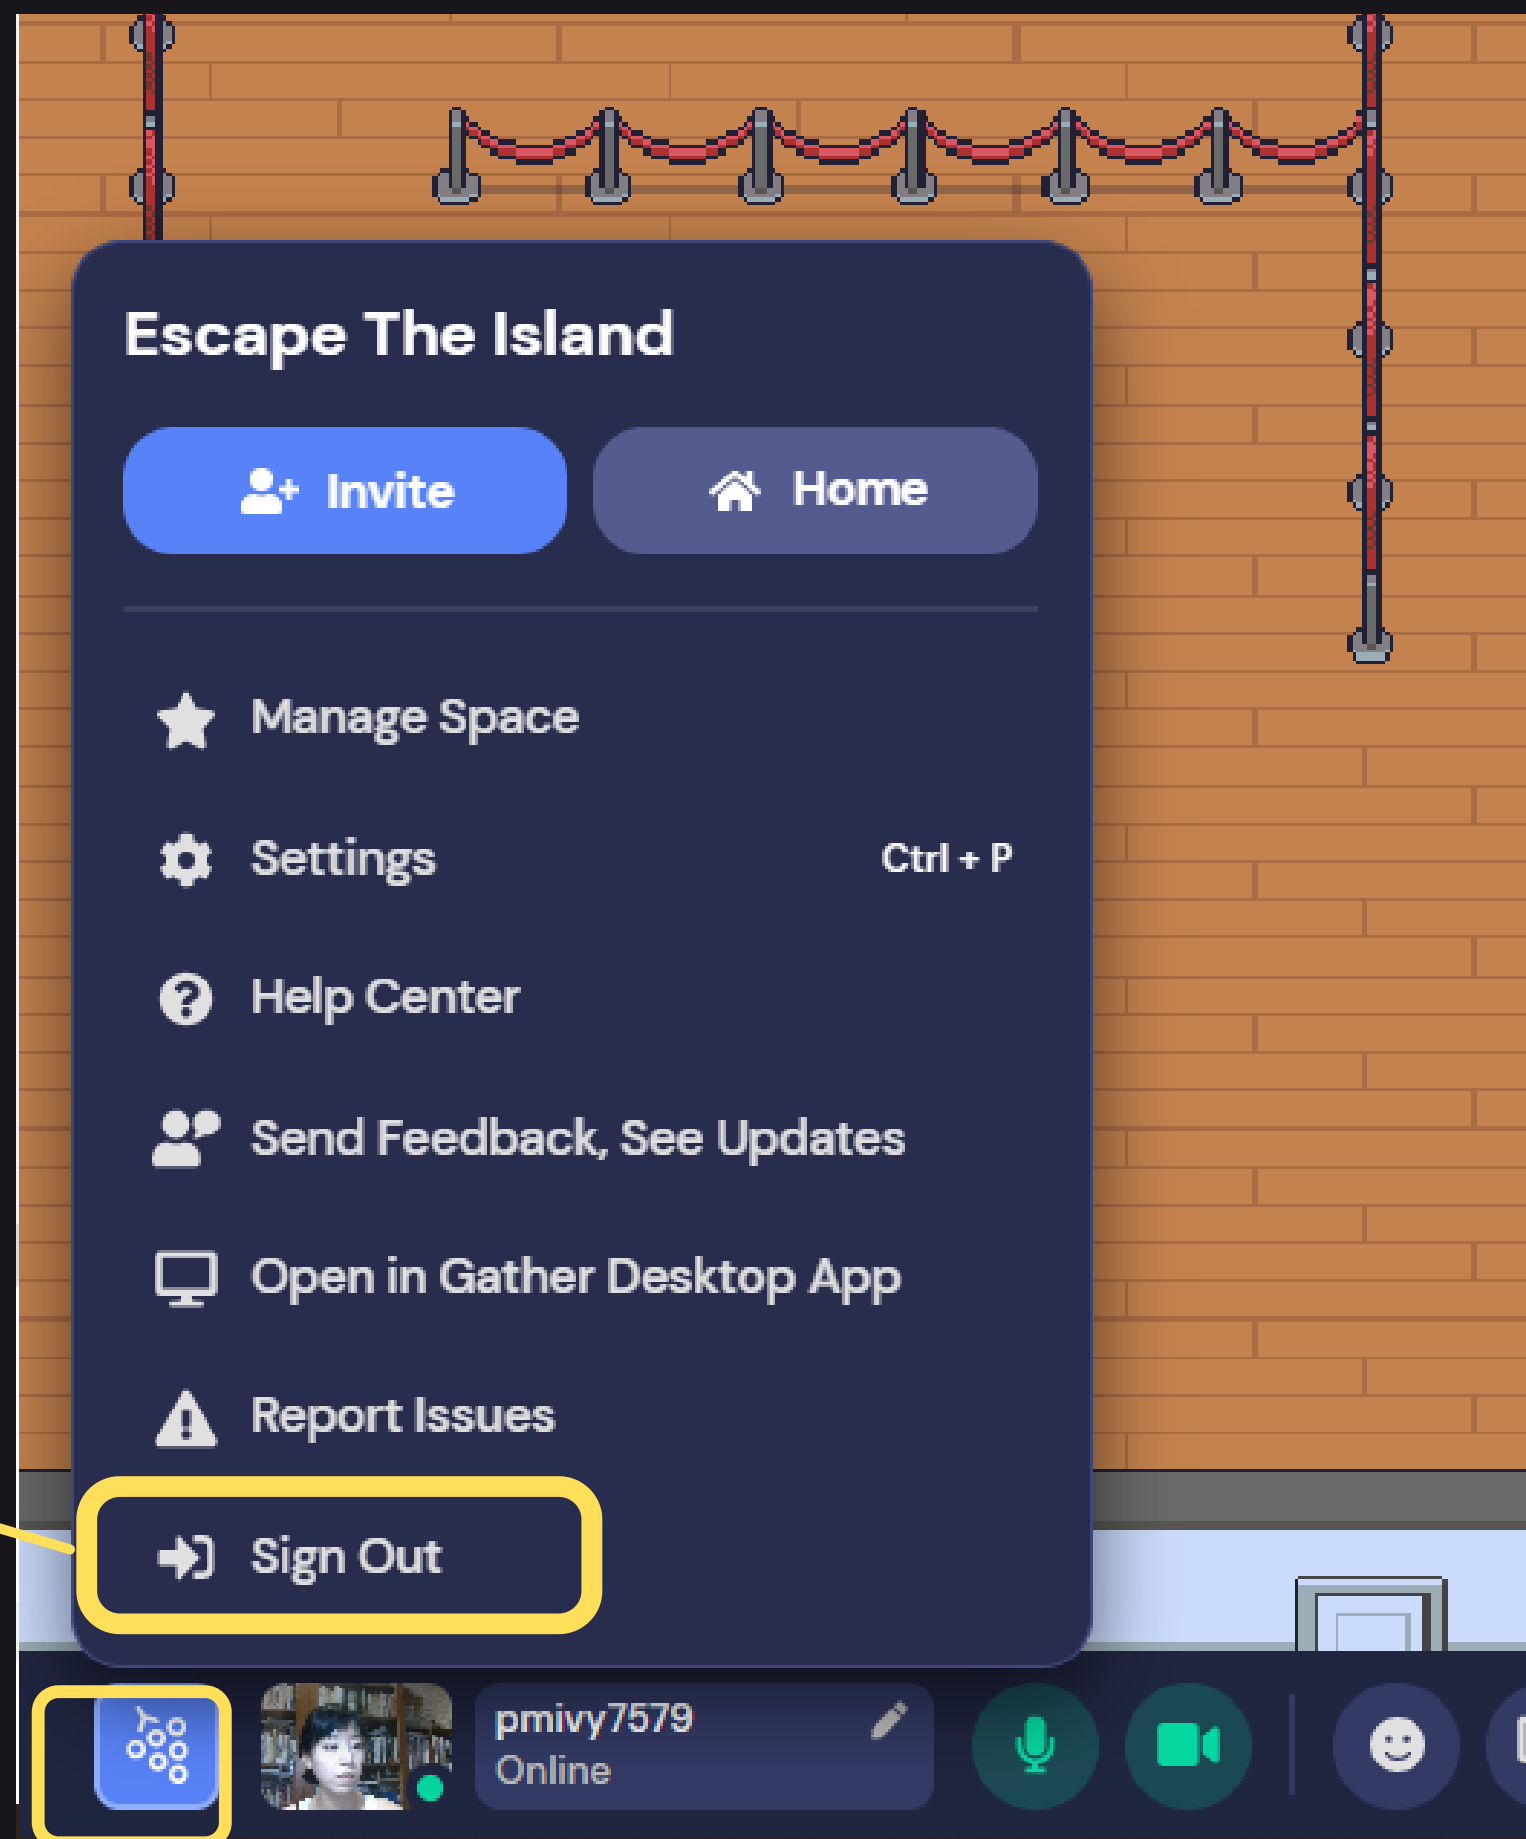 Escape The Island
Invite
Home
Manage Space
Settings
Ctrl + P
Help Center
Send Feedback, See Updates
Open in Gather Desktop App
Report Issues
Sign Out
pmivy7579
Online